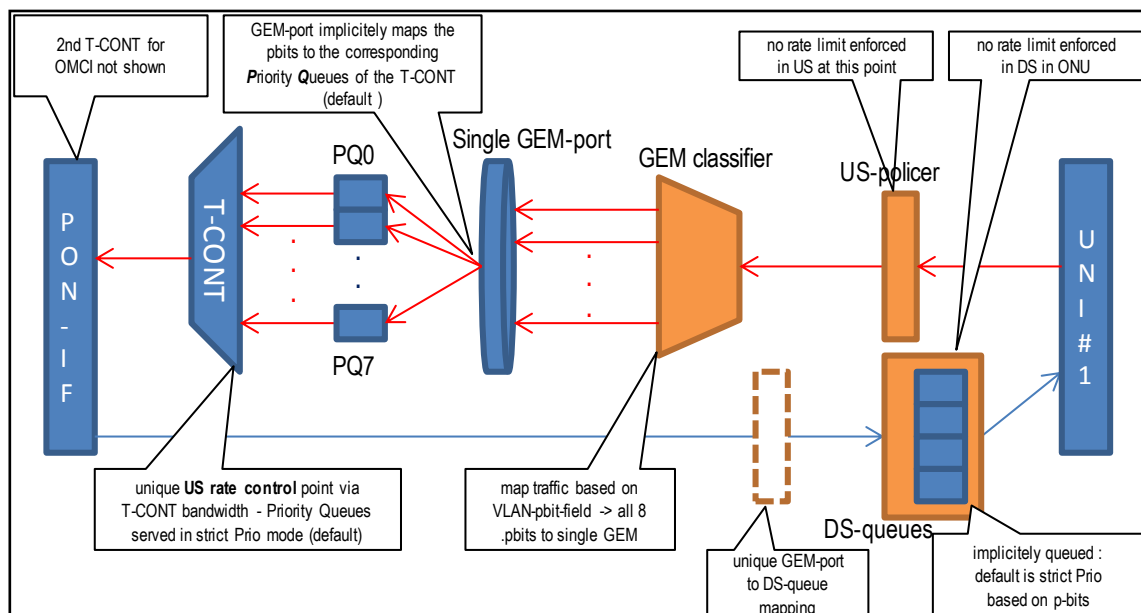 2nd T-CONT for
OMCI not shown
GEM-port implicitely maps the
pbits to the corresponding
Priority Queues of the T-CONT
(default )
no rate limit enforced
in US at this point
no rate limit enforced
in DS in ONU
Single GEM-port
GEM classifier
US-policer
PQ0
PQ7
PON-IF
T-CONT
UNI#1
. . .
. . .
. . .
unique US rate control point via
T-CONT bandwidth - Priority Queues
served in strict Prio mode (default)
map traffic based on
VLAN-pbit-field -> all 8
.pbits to single GEM
unique GEM-port
to DS-queue
mapping
DS-queues
implicitely queued :
default is strict Prio
based on p-bits